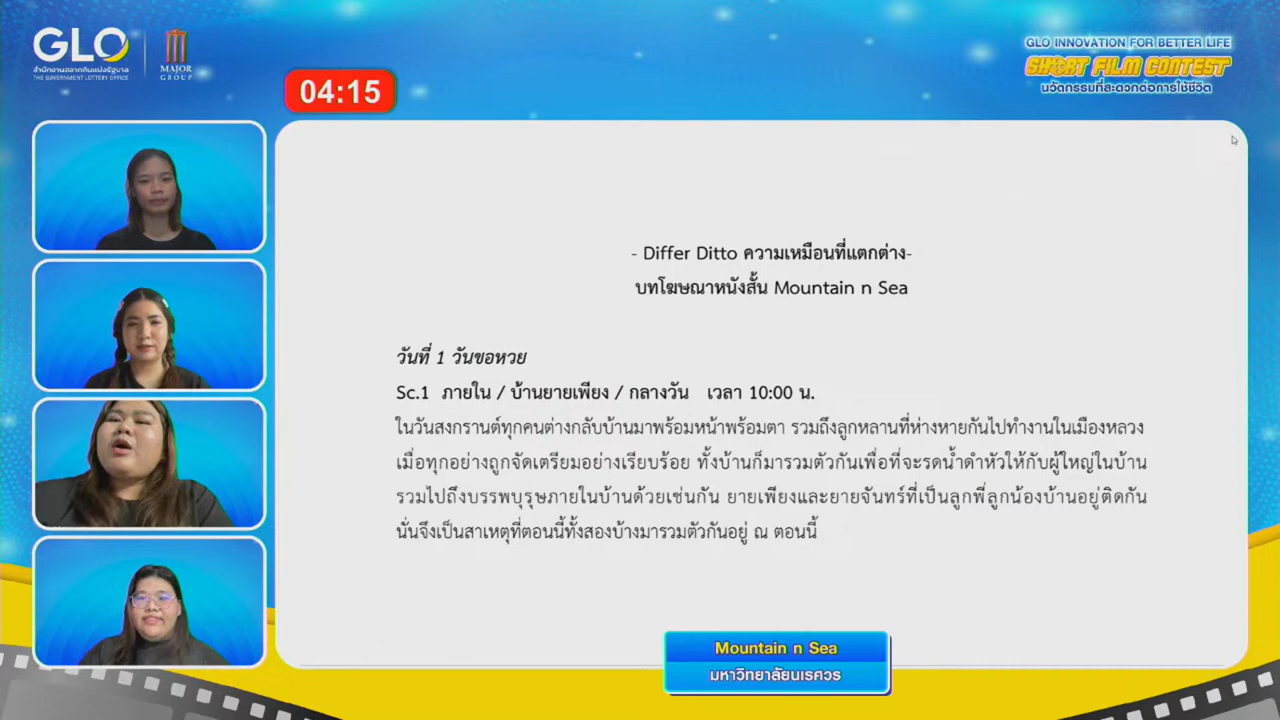 GLO
สำนักงานสลากกินแบ่งรัฐบาล
THE GOVERNMENT LOTTERY OFFICE
MAJOR
GROUP
04:15
GLO INNOVATION FOR BETTER LIFE
SHORT FILM CONTEST
นวัตกรรมที่สะดวกต่อการใช้ชีวิต
- Differ Ditto ความเหมือนที่แตกต่าง-
บทโฆษณาหนังสั้น Mountain n Sea
วันที่ 1 วันขอหวย
Sc.1 ภายใน / บ้านยายเพียง / กลางวัน เวลา 10:00 น.
ในวันสงกรานต์ทุกคนต่างกลับบ้านมาพร้อมหน้าพร้อมตา รวมถึงลูกหลานที่ห่างหายกันไปทำงานในเมืองหลวง
เมื่อทุกอย่างถูกจัดเตรียมอย่างเรียบร้อย ทั้งบ้านก็มารวมตัวกันเพื่อที่จะรดน้ำดำหัวให้กับผู้ใหญ่ในบ้าน
รวมไปถึงบรรพบุรุษภายในบ้านด้วยเช่นกัน ยายเพียงและยายจันทร์ที่เป็นลูกพี่ลูกน้องบ้านอยู่ติดกัน
นั่นจึงเป็นสาเหตุที่ตอนนี้ทั้งสองบ้างมารวมตัวกันอยู่ ณ ตอนนี้
Mountain n Sea
มหาวิทยาลัยนเรศวร